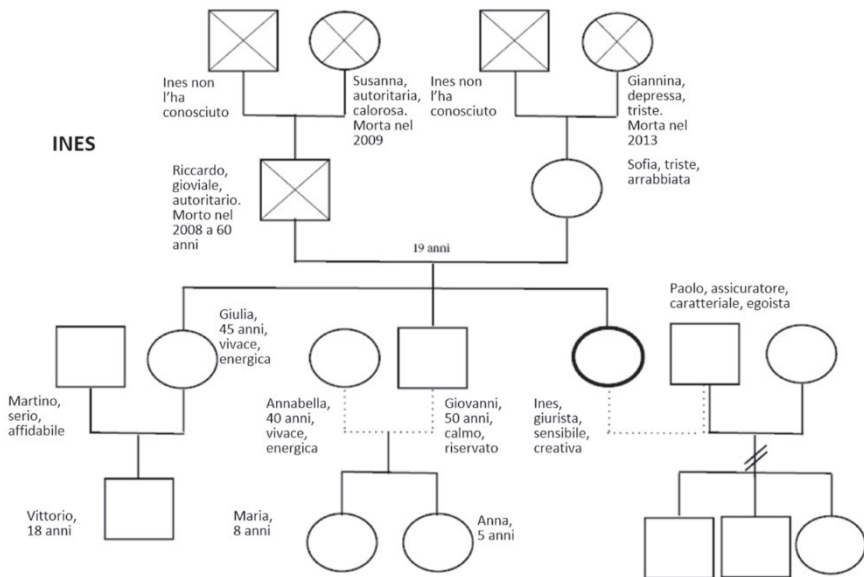 Ines non
l'ha
conosciuto
Susanna,
autoritaria,
calorosa.
Morta nel
2009
Ines non
l'ha
conosciuto
Giannina,
depressa,
triste.
Morta nel
2013
INES
Riccardo,
gioviale,
autoritario.
Morto nel
2008 a 60
anni
Sofia, triste,
arrabbiata
19 anni
Giulia,
45 anni,
vivace,
energica
Paolo, assicuratore,
caratteriale, egoista
Martino,
serio,
affidabile
Annabella,
40 anni,
vivace,
energica
Giovanni,
50 anni,
calmo,
riservato
Ines,
giurista,
sensibile,
creativa
Vittorio,
18 anni
Maria,
8 anni
Anna,
5 anni